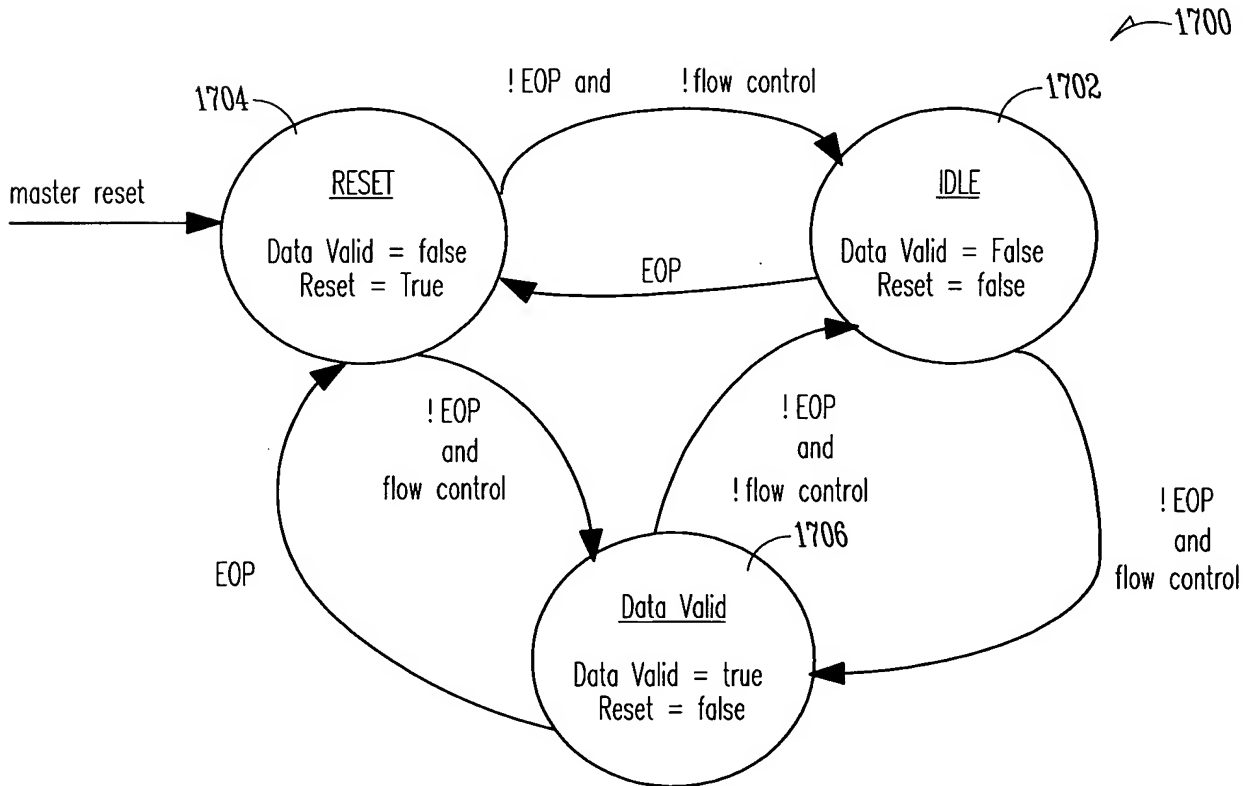 1700
!EOP and !flow control
1704
1702
master reset
RESET
Data Valid = false
Reset = True
IDLE
Data Valid = False
Reset = false
EOP
!EOP
and
flow control
!EOP
and
!flow control
!EOP
and
flow control
EOP
1706
Data Valid
Data Valid = true
Reset = false